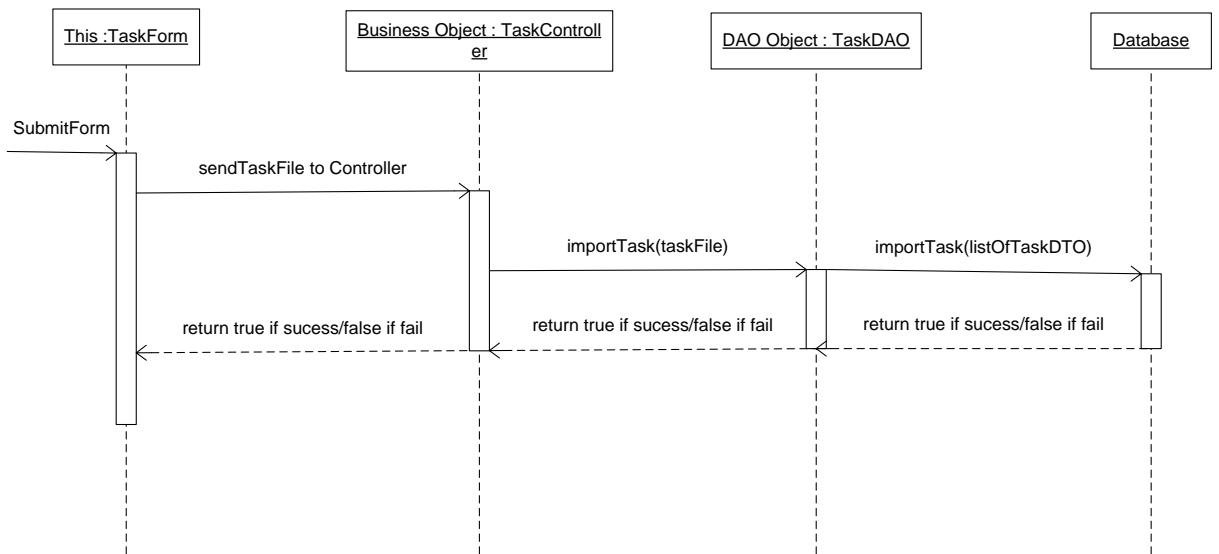 This :TaskForm
Business Object : TaskControll
er
DAO Object : TaskDAO
Database
SubmitForm
sendTaskFile to Controller
importTask(taskFile)
importTask(listOfTaskDTO)
return true if sucess/false if fail
return true if sucess/false if fail
return true if sucess/false if fail